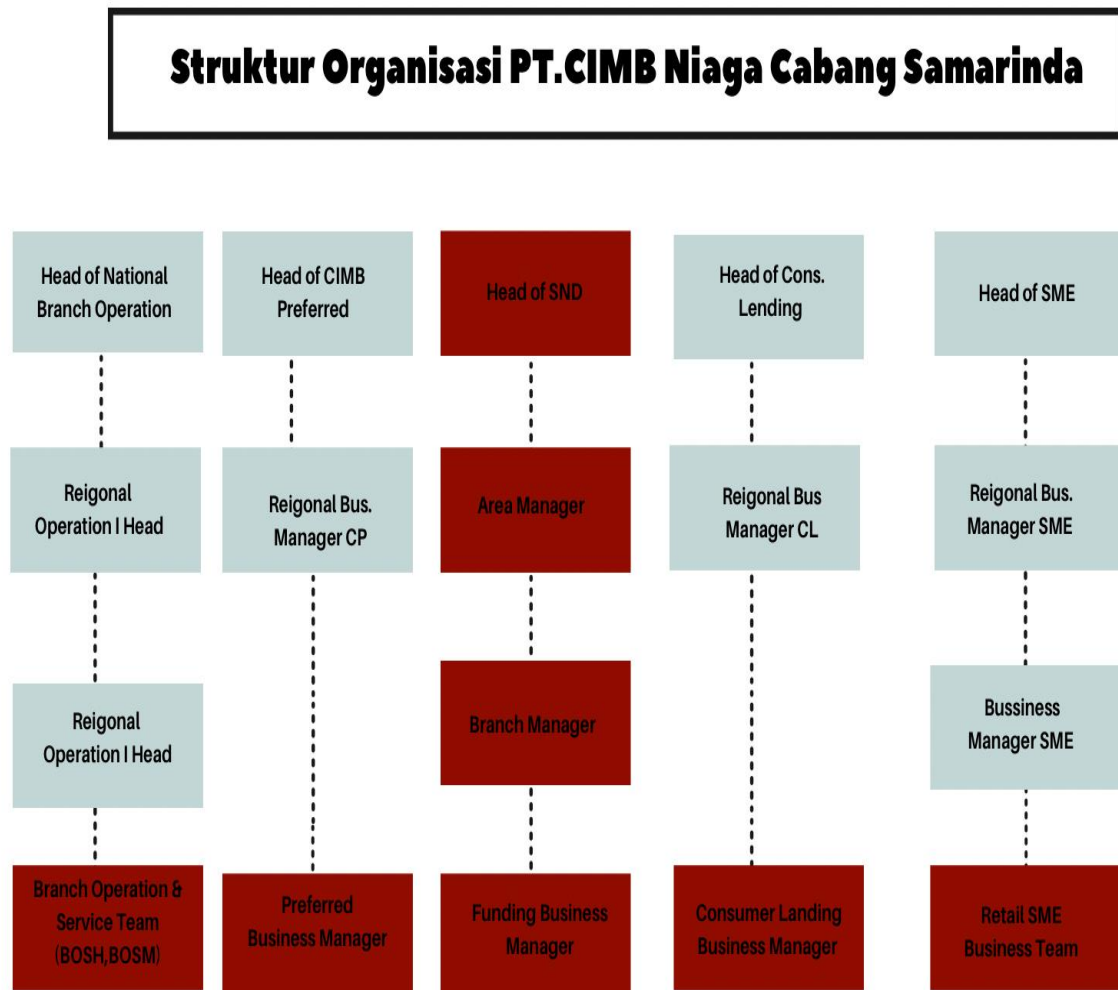 Struktur Organisasi PT.CIMB Niaga Cabang Samarinda
Head of National
Branch Operation
Head of CIMB
Preferred
Head of SND
Head of Cons.
Lending
Head of SME
Reigonal
Operation I Head
Reigonal Bus.
Manager CP
Area Manager
Reigonal Bus
Manager CL
Reigonal Bus.
Manager SME
Reigonal
Operation I Head
Branch Manager
Bussiness
Manager SME
Branch Operation &
Service Team
(BOSH,BOSM)
Preferred
Business Manager
Funding Business
Manager
Consumer Landing
Business Manager
Retail SME
Business Team